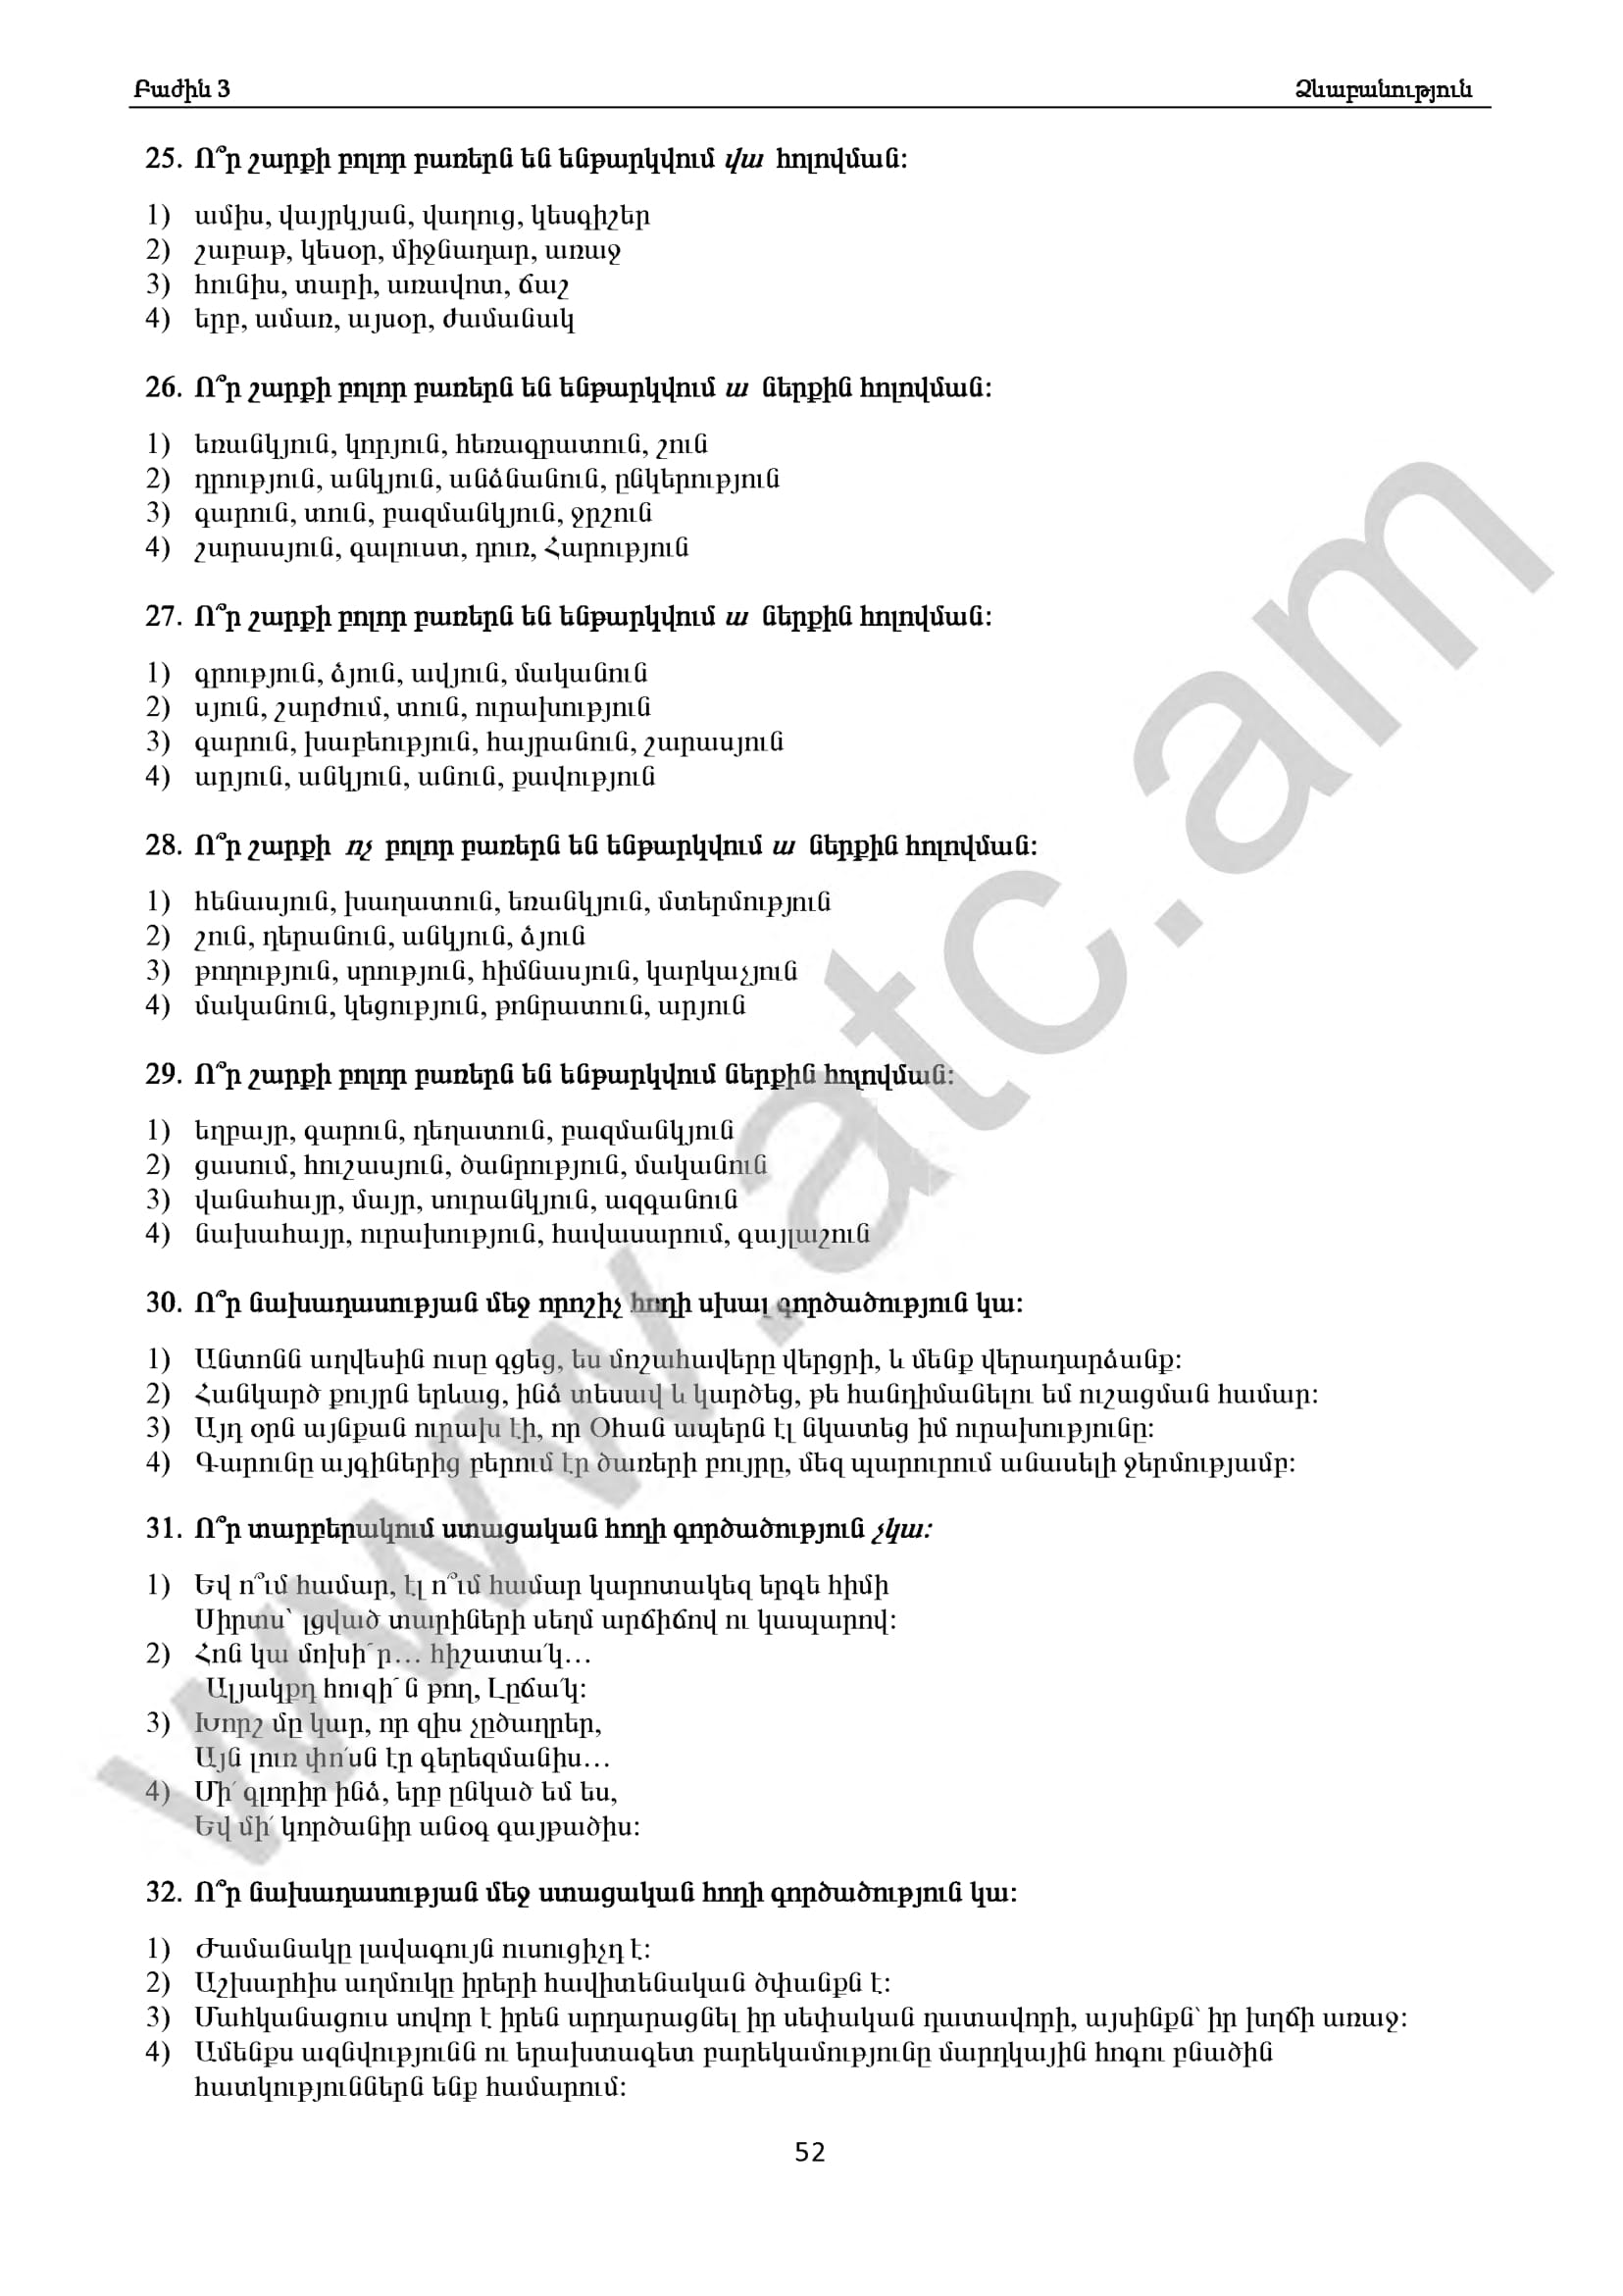 Բաժին 3
Ձևաբանություն
25. Ո՞ր շարքի բոլոր բառերն են ենթարկվում վա հոլովման:
1) ամիս, վայրկյան, վաղուց, կեսգիշեր
2) շաբաթ, կեսօր, միջնադար, առաջ
3) հունիս, տարի, առավոտ, ճաշ
4) երբ, ամառ, այսօր, ժամանակ
26. Ո՞ր շարքի բոլոր բառերն են ենթարկվում ա ներքին հոլովման:
1) եռանկյուն, կորյուն, հեռագրատուն, շուն
2) դրություն, անկյուն, անձնանուն, ընկերություն
3) գարուն, տուն, բազմանկյուն, ջրշուն
4) շարասյուն, գալուստ, դուռ, Հարություն
27. Ո՞ր շարքի բոլոր բառերն են ենթարկվում ա ներքին հոլովման:
1) գրություն, ձյուն, ավյուն, մականուն
2) սյուն, շարժում, տուն, ուրախություն
3) գարուն, խաբեություն, հայրանուն, շարասյուն
4) արյուն, անկյուն, անուն, քավություն
28. Ո՞ր շարքի ոչ բոլոր բառերն են ենթարկվում ա ներքին հոլովման:
1) հենասյուն, խաղատուն, եռանկյուն, մտերմություն
2) շուն, դերանուն, անկյուն, ձյուն
3) թողություն, սրություն, հիմնասյուն, կարկաչյուն
4) մականուն, կեցություն, թոնրատուն, արյուն
29. Ո՞ր շարքի բոլոր բառերն են ենթարկվում ներքին հոլովման:
1) եղբայր, գարուն, դեղատուն, բազմանկյուն
2) ցասում, հուշասյուն, ծանրություն, մականուն
3) վանահայր, մայր, սուրանկյուն, ազգանուն
4) նախահայր, ուրախություն, հավասարում, գայլաշուն
30. Ո՞ր նախադասության մեջ որոշիչ հոդի սխալ գործածություն կա:
1) Անտոնն աղվեսին ուսը գցեց, ես մոշահավերը վերցրի, և մենք վերադարձանք:
2) Հանկարծ քույրն երևաց, ինձ տեսավ և կարծեց, թե հանդիմանելու եմ ուշացման համար:
3) Այդ օրն այնքան ուրախ էի, որ Օհան ապերն էլ նկատեց իմ ուրախությունը:
4) Գարունը այգիներից բերում էր ծառերի բույրը, մեզ պարուրում անասելի ջերմությամբ:
31. Ո՞ր տարբերակում ստացական հոդի գործածություն չկա:
1) Եվ ո՞ւմ համար, էլ ո՞ւմ համար կարոտակեզ երգե հիմի
Սիրտս՝ լցված տարիների սեղմ արճիճով ու կապարով:
2) Հոն կա մոխի՜ր... հիշատա՛կ...
Ալյակքդ հուզի՜ն թող, Լըճա՛կ:
3) Խորշ մը կար, որ զիս չըծաղրեր,
Այն լուռ փո՛սն էր գերեզմանիս...
4) Մի՛ գլորիր ինձ, երբ ընկած եմ ես,
Եվ մի՛ կործանիր անօգ գայթածիս:
32. Ո՞ր նախադասության մեջ ստացական հոդի գործածություն կա:
1) Ժամանակը լավագույն ուսուցիչդ է:
2) Աշխարհիս աղմուկը իրերի հավիտենական ծփանքն է:
3) Մահկանացուս սովոր է իրեն արդարացնել իր սեփական դատավորի, այսինքն՝ իր խղճի առաջ:
4) Ամենքս ազնվությունն ու երախտագետ բարեկամությունը մարդկային հոգու բնածին
հատկություններն ենք համարում:
52
www.atc.am